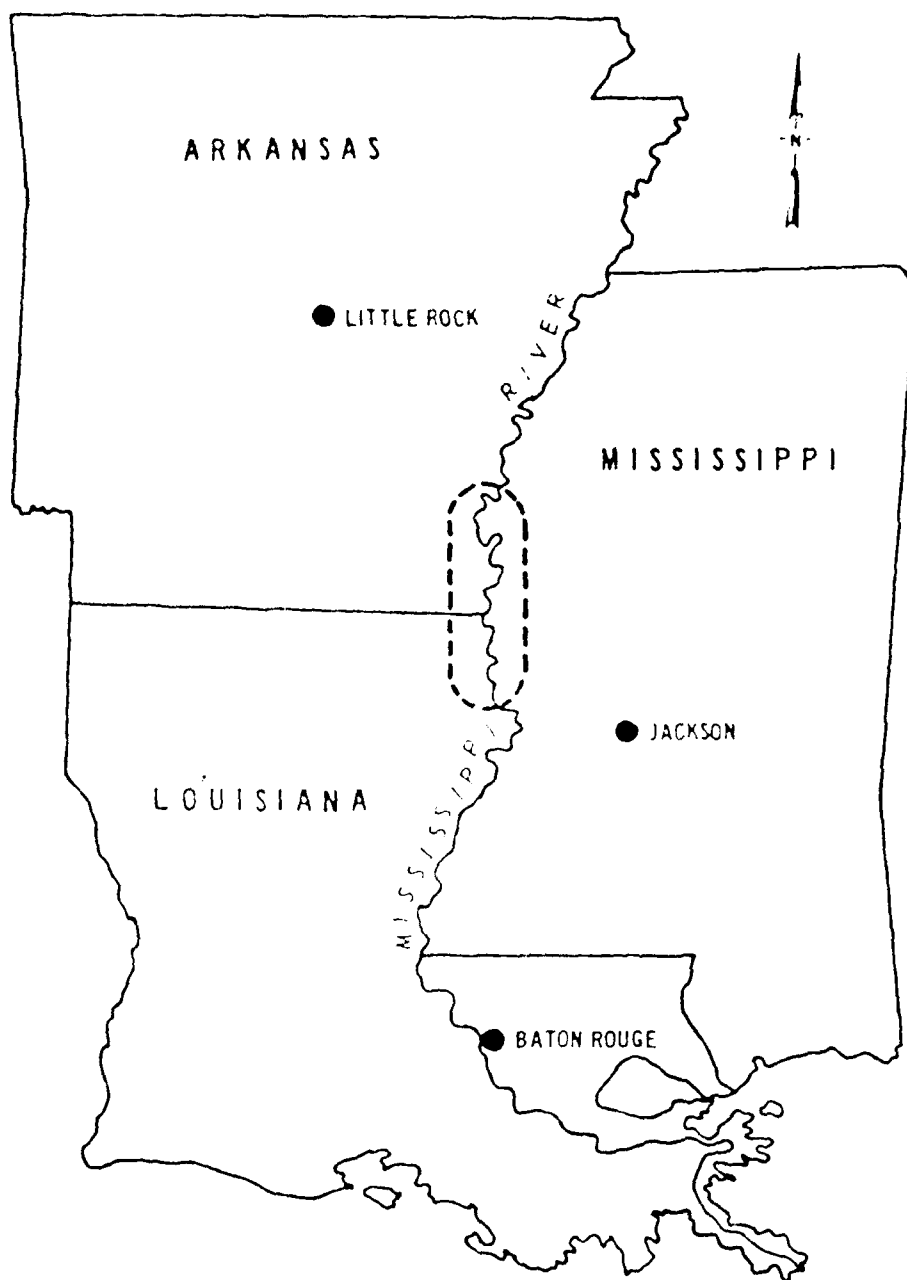 ARKANSAS
N
LITTLE ROCK
MISSISSIPPI RIVER
MISSISSIPPI
JACKSON
LOUISIANA
BATON ROUGE